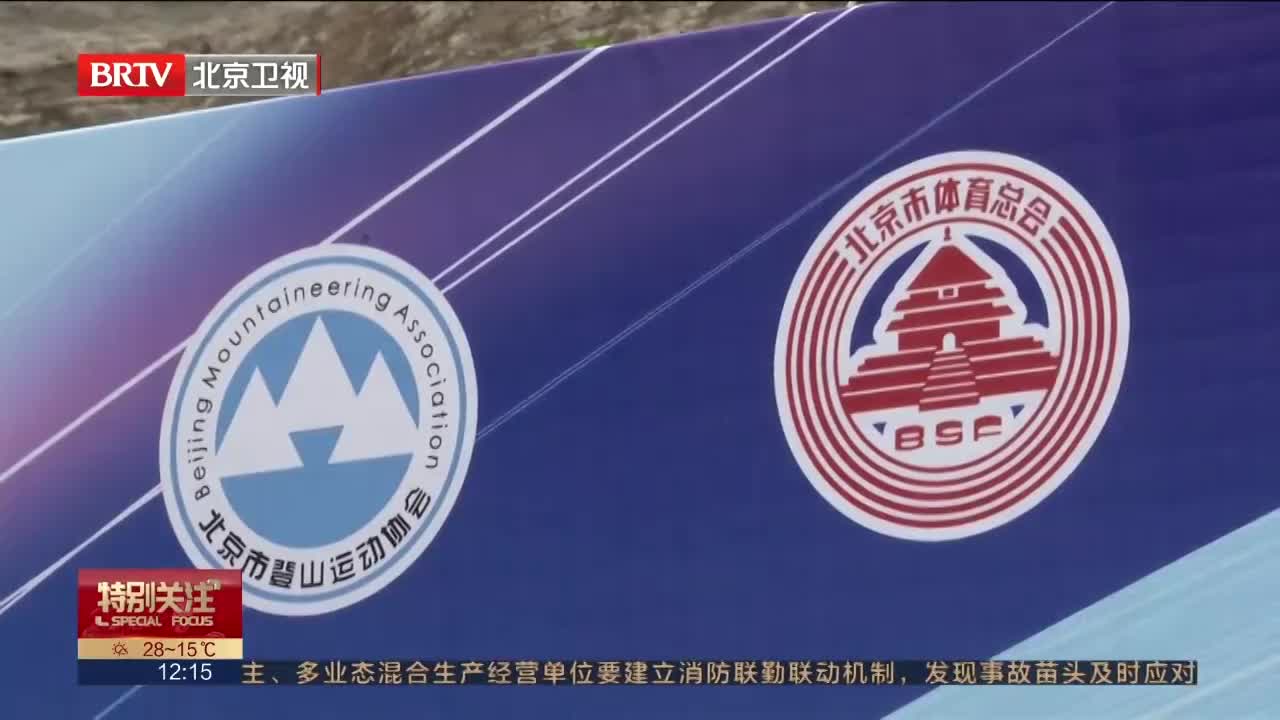 BRTV 北京卫视
北京市体育总会
BSF
Beijing Mountaineering Association
北京市登山运动协会
特别关注
SPECIAL FOCUS
28~15℃
12:15
主、多业态混合生产经营单位要建立消防联勤联动机制，发现事故苗头及时应对